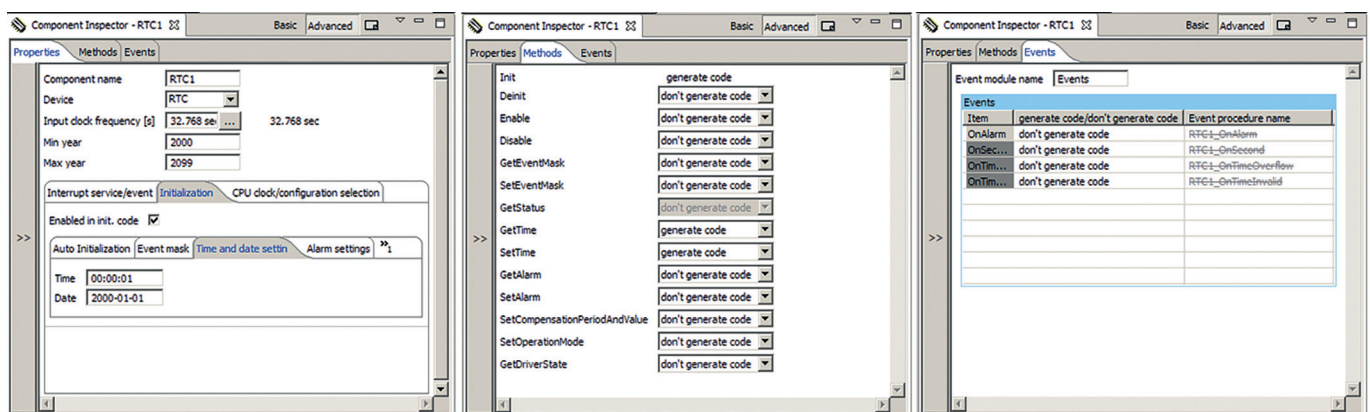 Component Inspector - RTC1 Basic Advanced
Properties Methods Events
Component name RTC1
Device RTC
Input clock frequency [s] 32.768 se ... 32.768 sec
Min year 2000
Max year 2099
Interrupt service/event Initialization CPU clock/configuration selection
Enabled in init. code
Auto Initialization Event mask Time and date settin Alarm settings »1
Time 00:00:01
Date 2000-01-01
>>
Component Inspector - RTC1 Basic Advanced
Properties Methods Events
Init generate code
Deinit don't generate code
Enable don't generate code
Disable don't generate code
GetEventMask don't generate code
SetEventMask don't generate code
GetStatus don't generate code
GetTime generate code
SetTime generate code
GetAlarm don't generate code
SetAlarm don't generate code
SetCompensationPeriodAndValue don't generate code
SetOperationMode don't generate code
GetDriverState don't generate code
>>
Component Inspector - RTC1 Basic Advanced
Properties Methods Events
Event module name Events
Events
Item generate code/don't generate code Event procedure name
OnAlarm don't generate code RTC1_OnAlarm
OnSec... don't generate code RTC1_OnSecond
OnTim... don't generate code RTC1_OnTimeOverflow
OnTim... don't generate code RTC1_OnTimeInvalid
>>